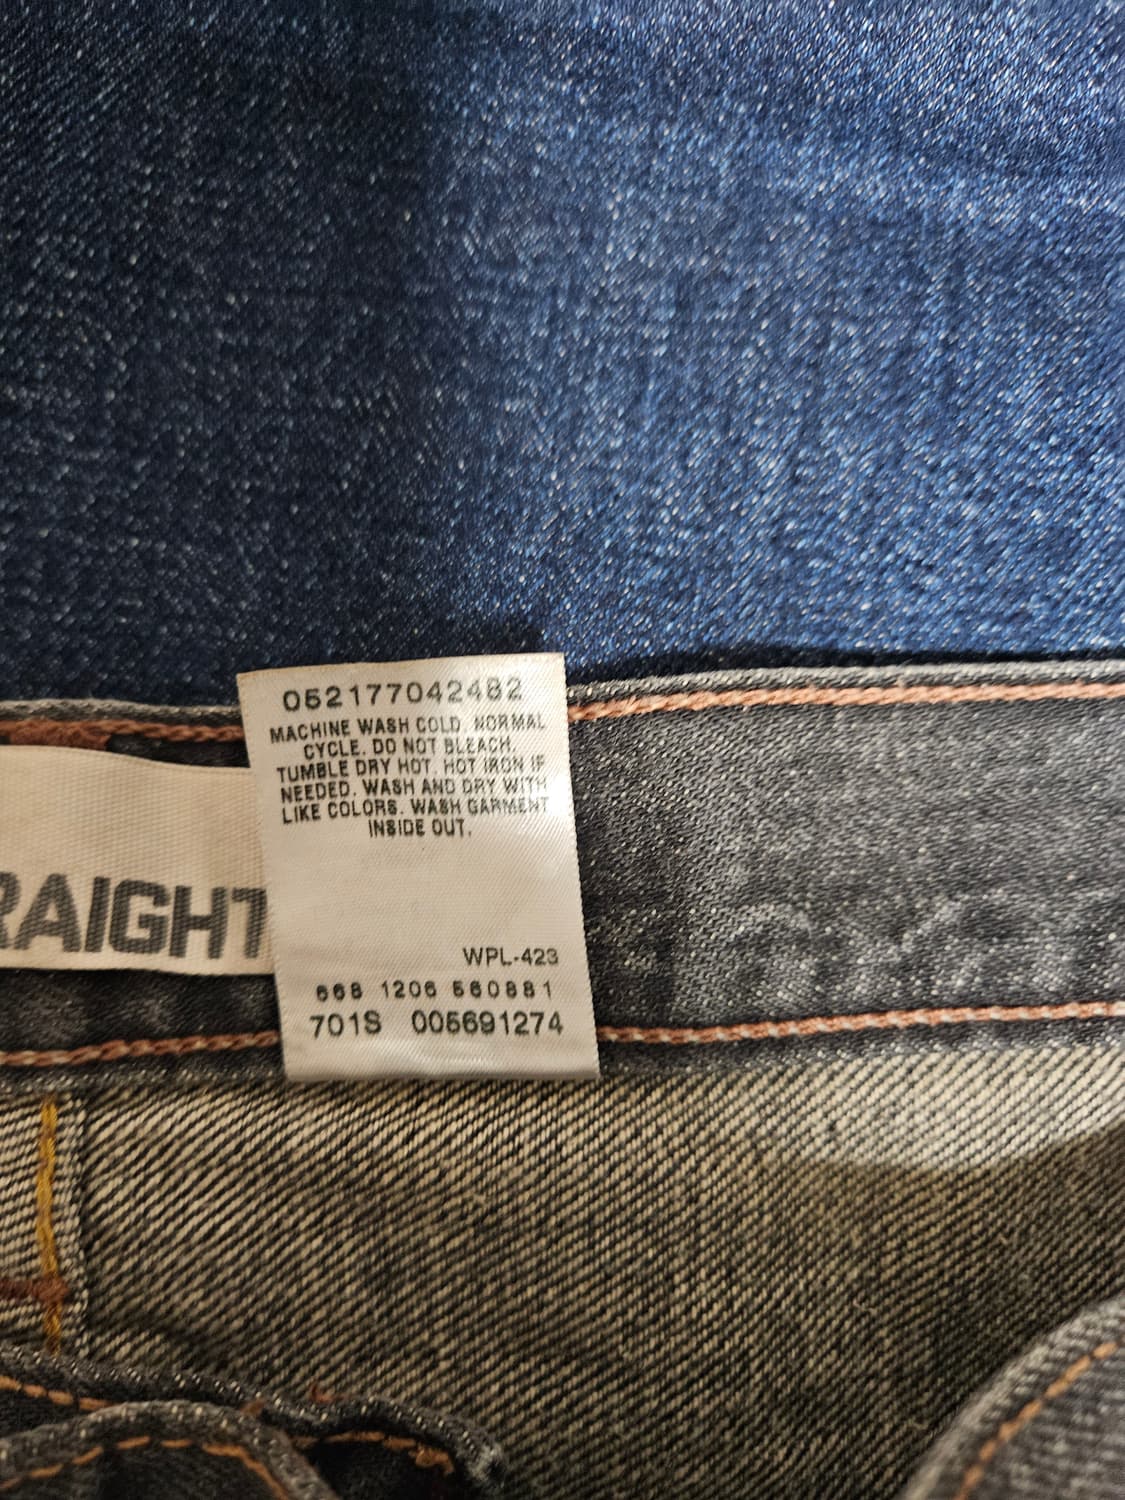 052177042482
MACHINE WASH COLD. NORMAL
CYCLE. DO NOT BLEACH.
TUMBLE DRY HOT. HOT IRON IF
NEEDED. WASH AND DRY WITH
LIKE COLORS. WASH GARMENT
INSIDE OUT.
RAIGHT
WPL-423
668 1206 560881
701S 005691274